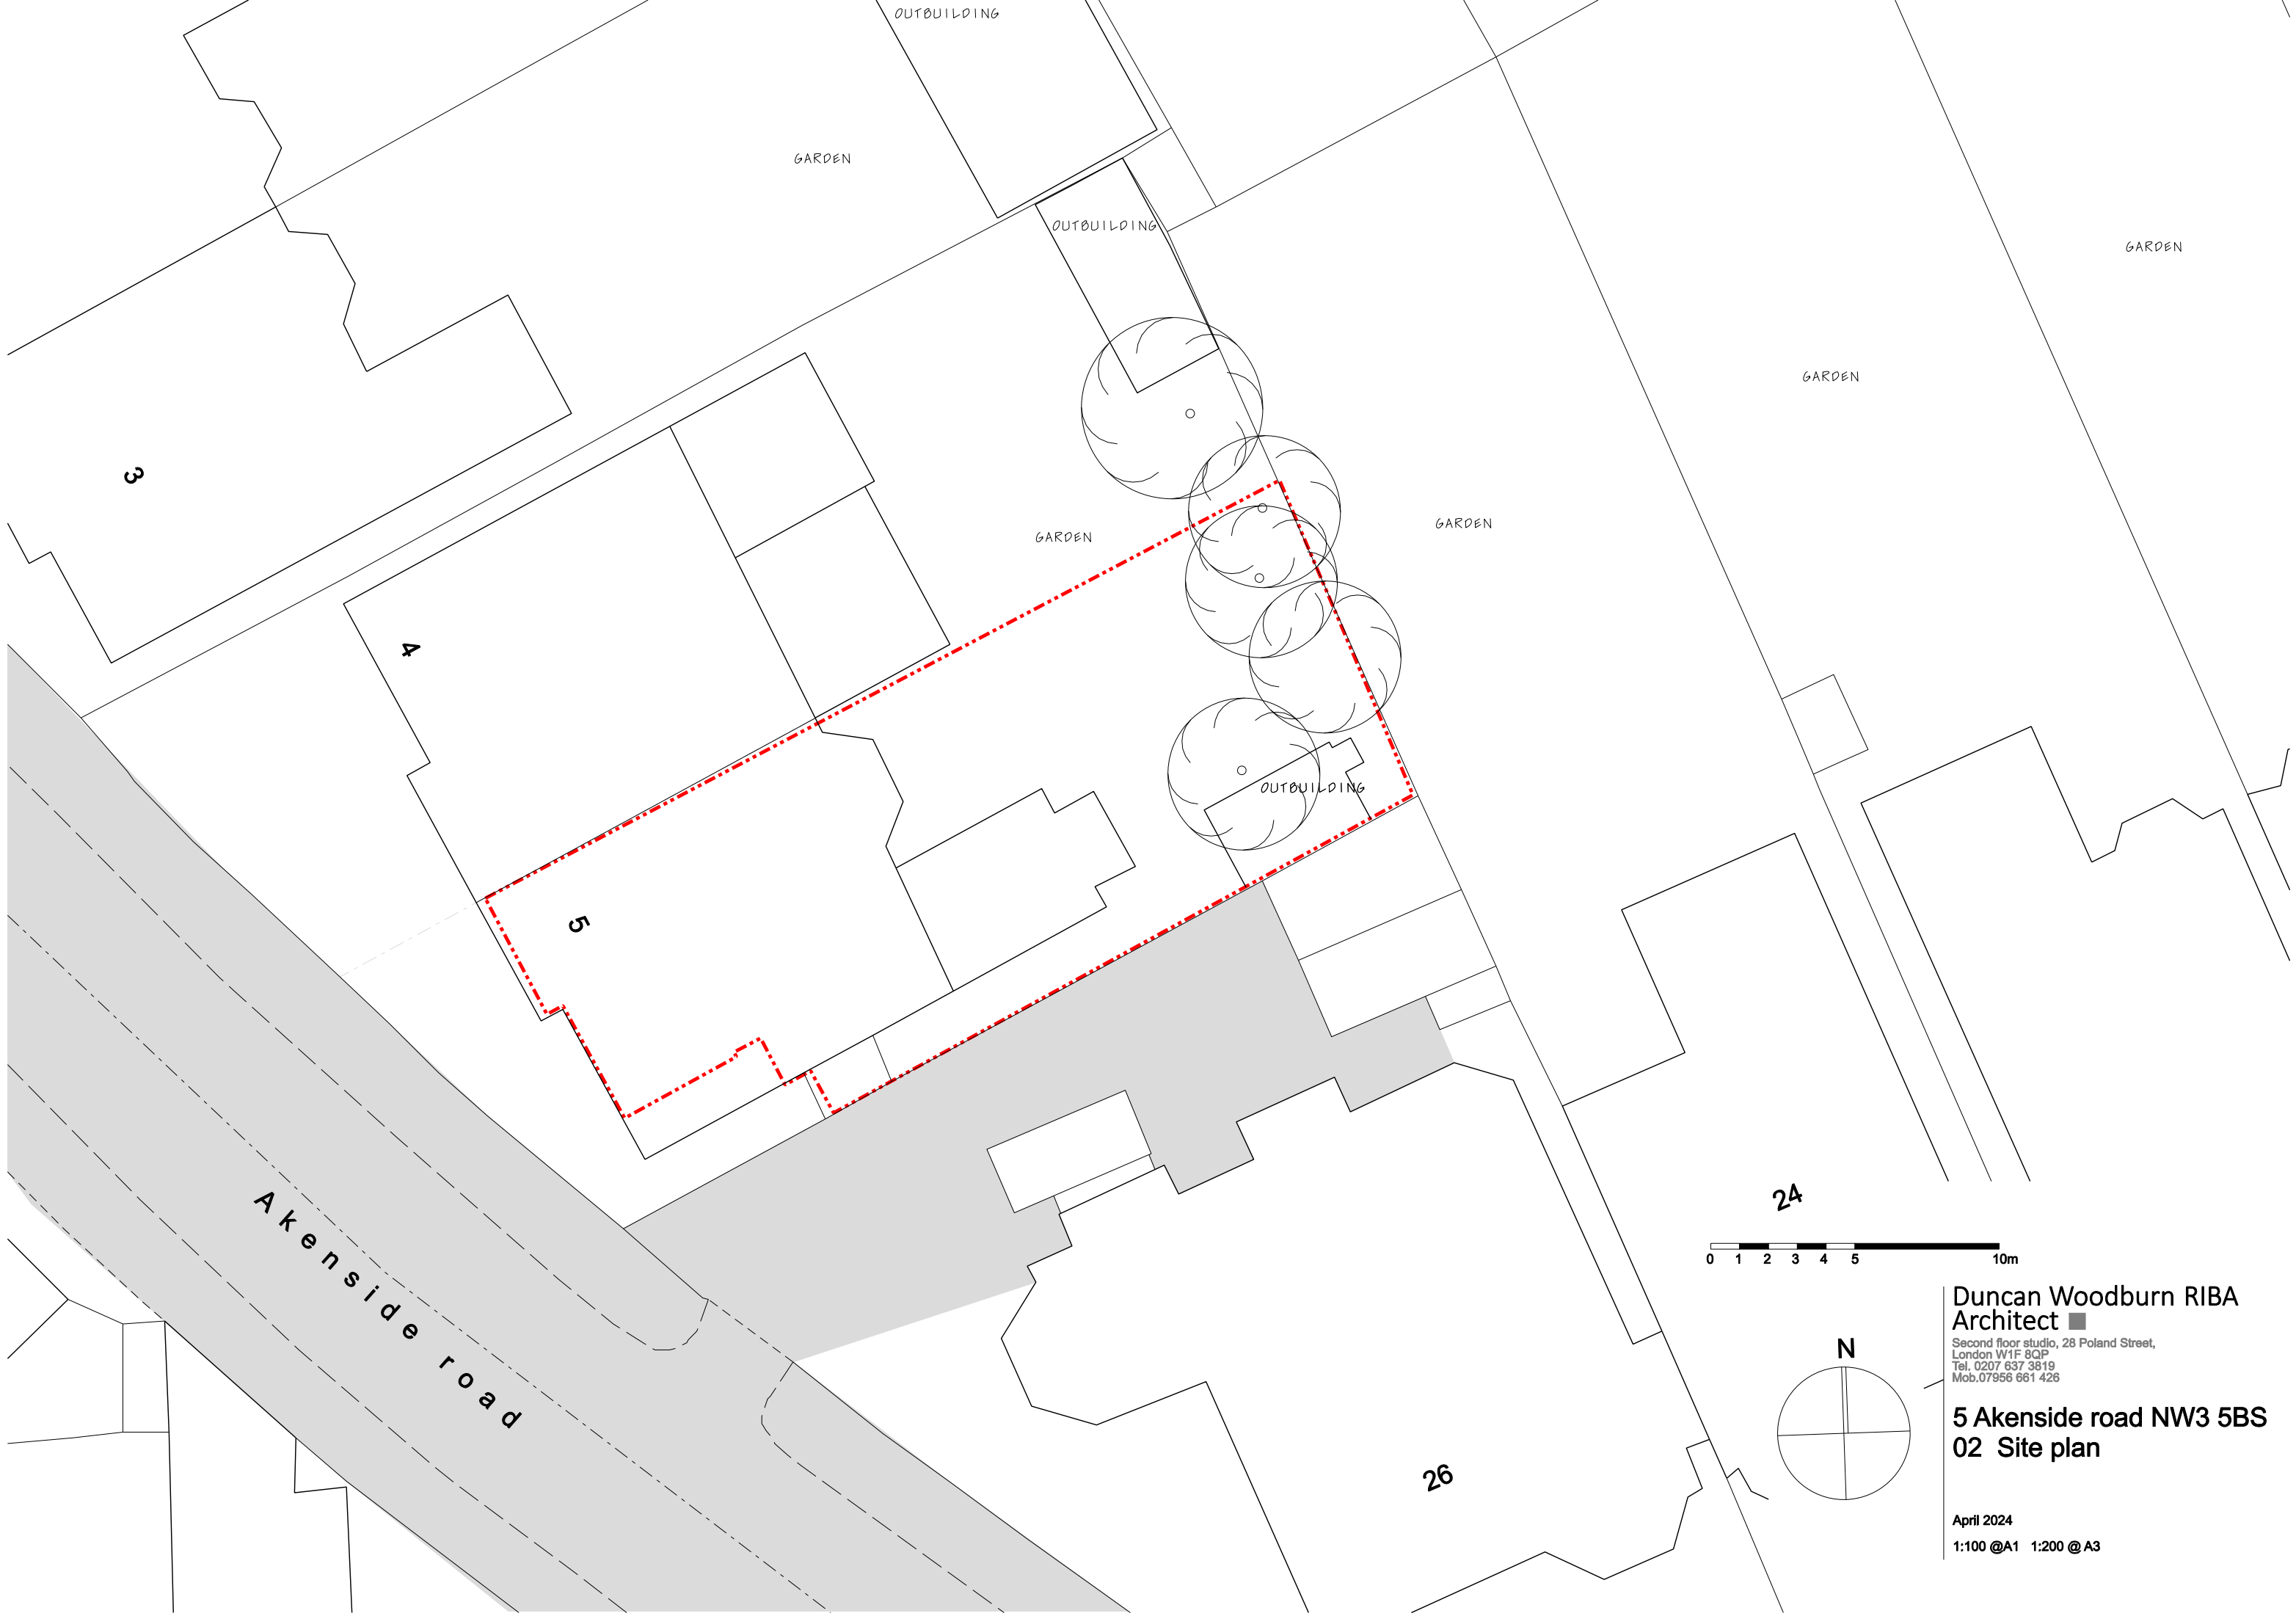 OUTBUILDING
GARDEN
OUTBUILDING
GARDEN
GARDEN
3
GARDEN
GARDEN
4
OUTBUILDING
5
Akenside road
24
0 1 2 3 4 5 10m
26
N
Duncan Woodburn RIBA
Architect
Second floor studio, 28 Poland Street,
London W1F 8QP
Tel. 0207 637 3819
Mob.07956 661 426
5 Akenside road NW3 5BS
02 Site plan
April 2024
1:100 @A1 1:200 @ A3